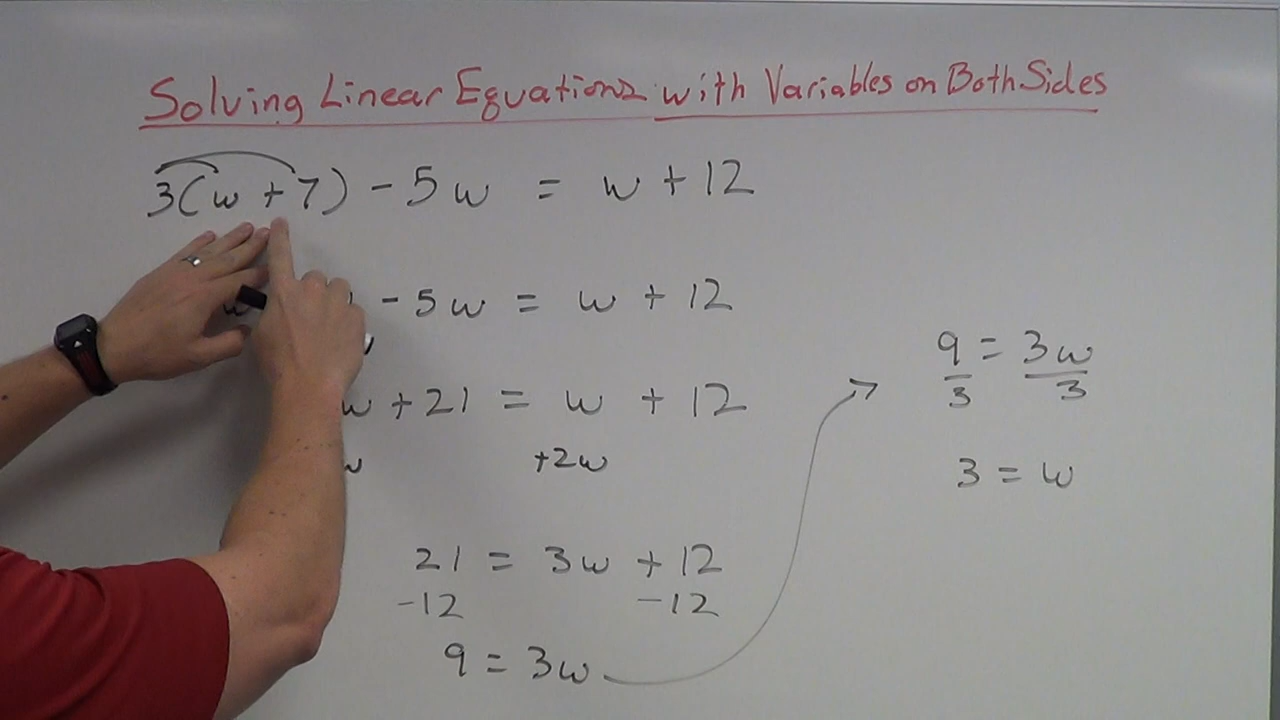 Solving Linear Equations with Variables on Both Sides
3(w + 7) - 5w = w + 12
- 5w = w + 12
w + 21 = w + 12
w +2w
21 = 3w + 12
-12 -12
9 = 3w
9 = 3w
3 3
3 = w